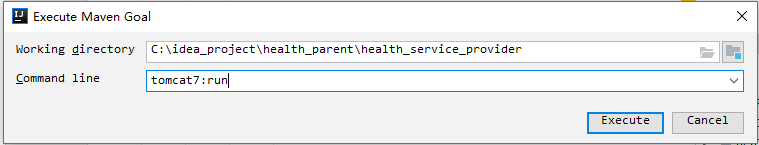 Execute Maven Goal
Working directory C:\idea_project\health_parent\health_service_provider
Command line tomcat7:run
Execute Cancel